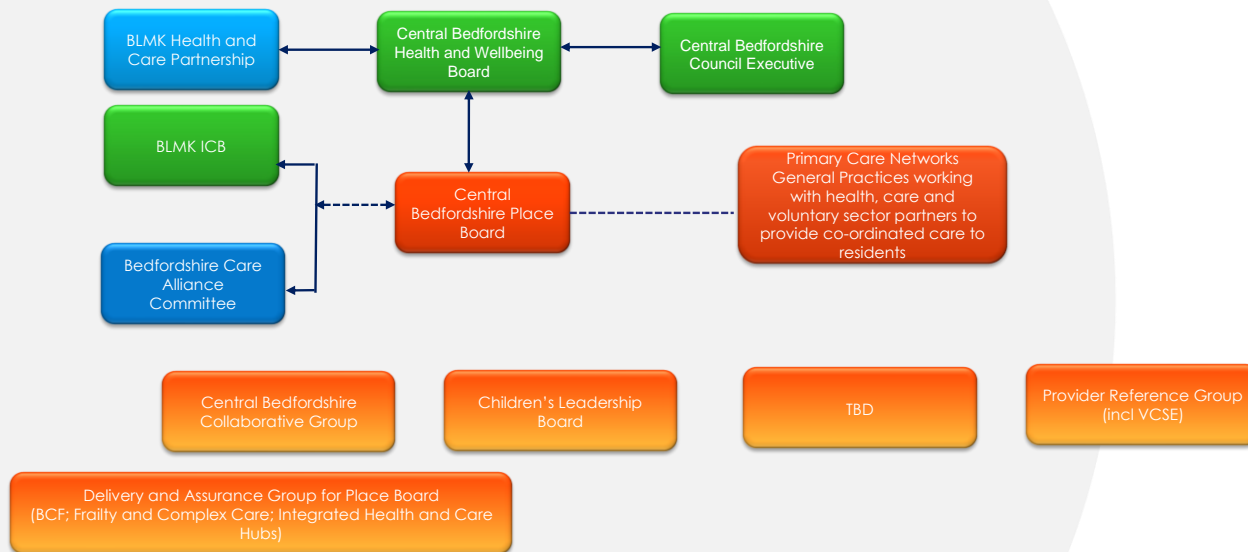 BLMK Health and
Care Partnership
Central Bedfordshire
Health and Wellbeing
Board
Central Bedfordshire
Council Executive
BLMK ICB
Central
Bedfordshire Place
Board
Primary Care Networks
General Practices working
with health, care and
voluntary sector partners to
provide co-ordinated care to
residents
Bedfordshire Care
Alliance
Committee
Central Bedfordshire
Collaborative Group
Children’s Leadership
Board
TBD
Provider Reference Group
(incl VCSE)
Delivery and Assurance Group for Place Board
(BCF; Frailty and Complex Care; Integrated Health and Care
Hubs)